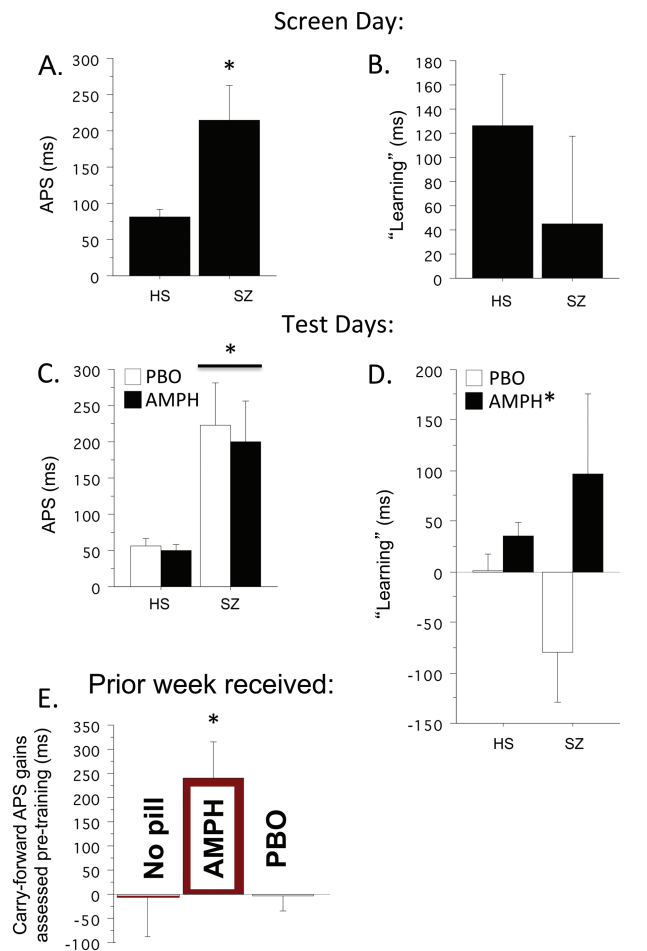 Screen Day:
A.
*
APS (ms)
300
250
200
150
100
50
0
HS SZ
B.
"Learning" (ms)
180
160
140
120
100
80
60
40
20
0
HS SZ
Test Days:
C.
*
PBO
AMPH
APS (ms)
300
250
200
150
100
50
0
HS SZ
D.
PBO
AMPH*
"Learning" (ms)
200
150
100
50
0
-50
-100
-150
HS SZ
E.
Prior week received:
*
Carry-forward APS gains
assessed pre-training (ms)
350
300
250
200
150
100
50
0
-50
-100
No pill
AMPH
PBO